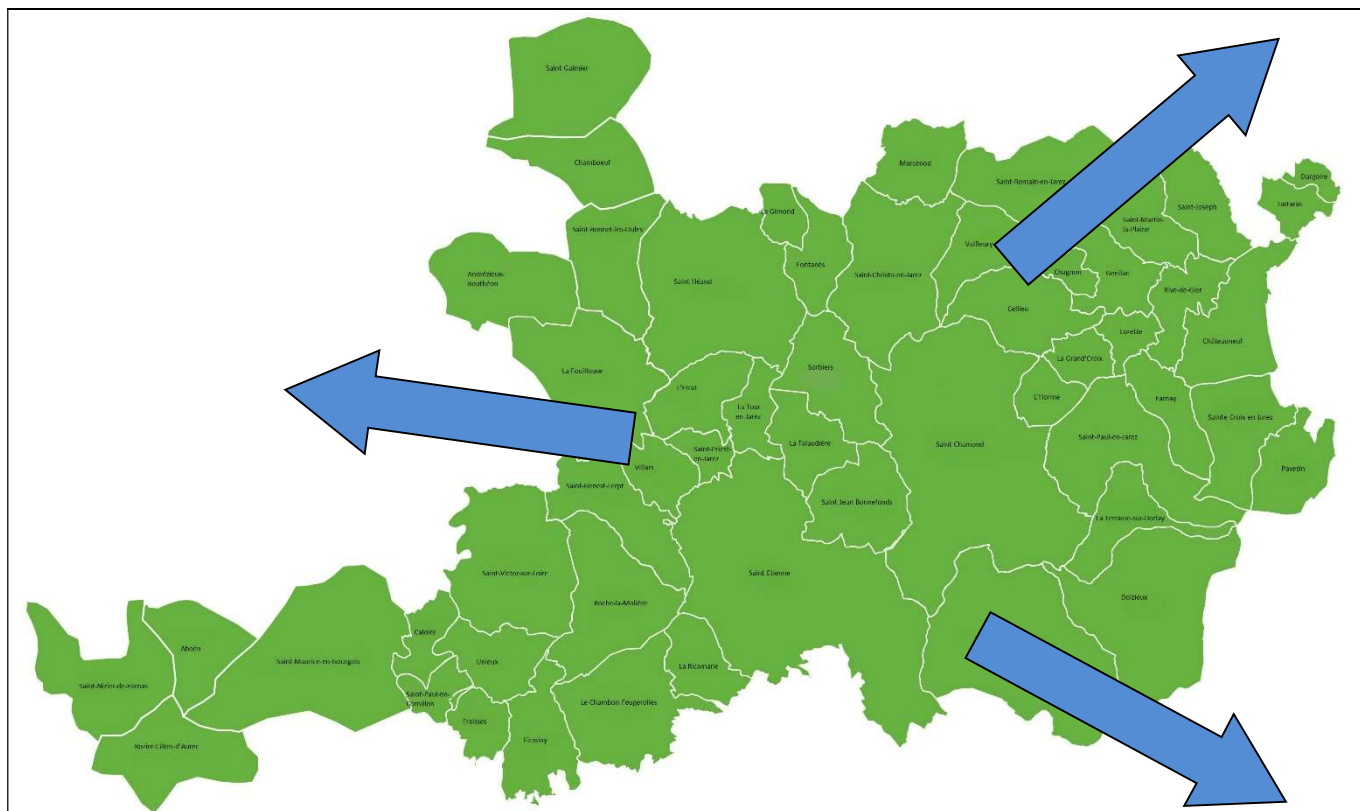 Saint Galmier
Chamboeuf
Marcenod
Saint-Romain-en-Jarez
Dargoire
Tartaras
Saint-Joseph
Saint-Martin-
la-Plaine
La Gimond
Saint-Bonnet-les-Oules
Valfleury
Fontanès
Saint-Christo-en-Jarez
Andrézieux-
Bouthéon
Saint Héand
Chagnon
Genilac
Rive-de-Gier
Cellieu
Lorette
Châteauneuf
La Grand'Croix
La Fouillouse
Sorbiers
L'Etrat
L'Horme
Farnay
La Tour
en Jarez
Sainte Croix en Jarez
Saint-Paul-en-Jarez
La Talaudière
Saint Chamond
Saint-Priest-
en-Jarez
Villars
Pavezin
Saint-Genest-Lerpt
Saint Jean Bonnefonds
La Terrasse-sur-Dorlay
Saint-Victor-sur-Loire
Saint Etienne
Doizieux
Roche-la-Molière
Caloire
Aboën
Saint-Maurice-en-Gourgois
Unieux
La Ricamarie
Saint-Nizier-de-Fornas
Saint-Paul-en-
Cornillon
Le Chambon Feugerolles
Fraisses
Firminy
Rozier-Côtes-d'Aurec